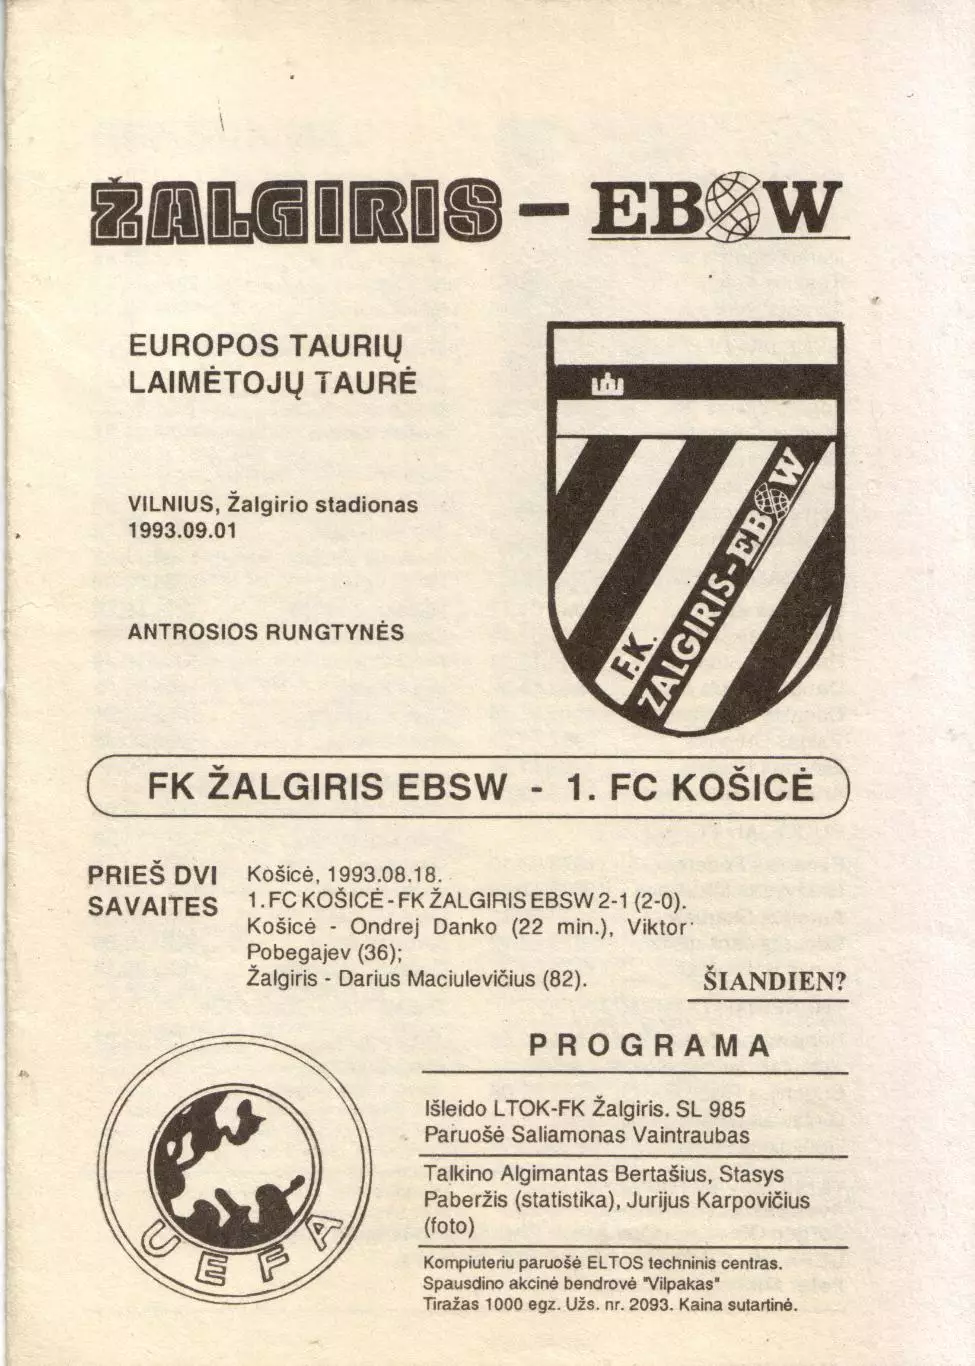 ŽALGIRIS – EBSW
EUROPOS TAURIŲ
LAIMĖTOJŲ TAURĖ
VILNIUS, Žalgirio stadionas
1993.09.01
ANTROSIOS RUNGTYNĖS
F.K.
ŽALGIRIS-EBSW
FK ŽALGIRIS EBSW - 1. FC KOŠICĖ
PRIEŠ DVI
SAVAITES
Košicė, 1993.08.18.
1.FC KOŠICĖ-FK ŽALGIRIS EBSW 2-1 (2-0).
Košicė - Ondrej Danko (22 min.), Viktor
Pobegajev (36);
Žalgiris - Darius Maciulevičius (82).
ŠIANDIEN?
UEFA
PROGRAMA
Išleido LTOK-FK Žalgiris. SL 985
Paruošė Saliamonas Vaintraubas
Talkino Algimantas Bertašius, Stasys
Paberžis (statistika), Jurijus Karpovičius
(foto)
Kompiuteriu paruošė ELTOS techninis centras.
Spausdino akcinė bendrovė "Vilpakas"
Tiražas 1000 egz. Užs. nr. 2093. Kaina sutartinė.